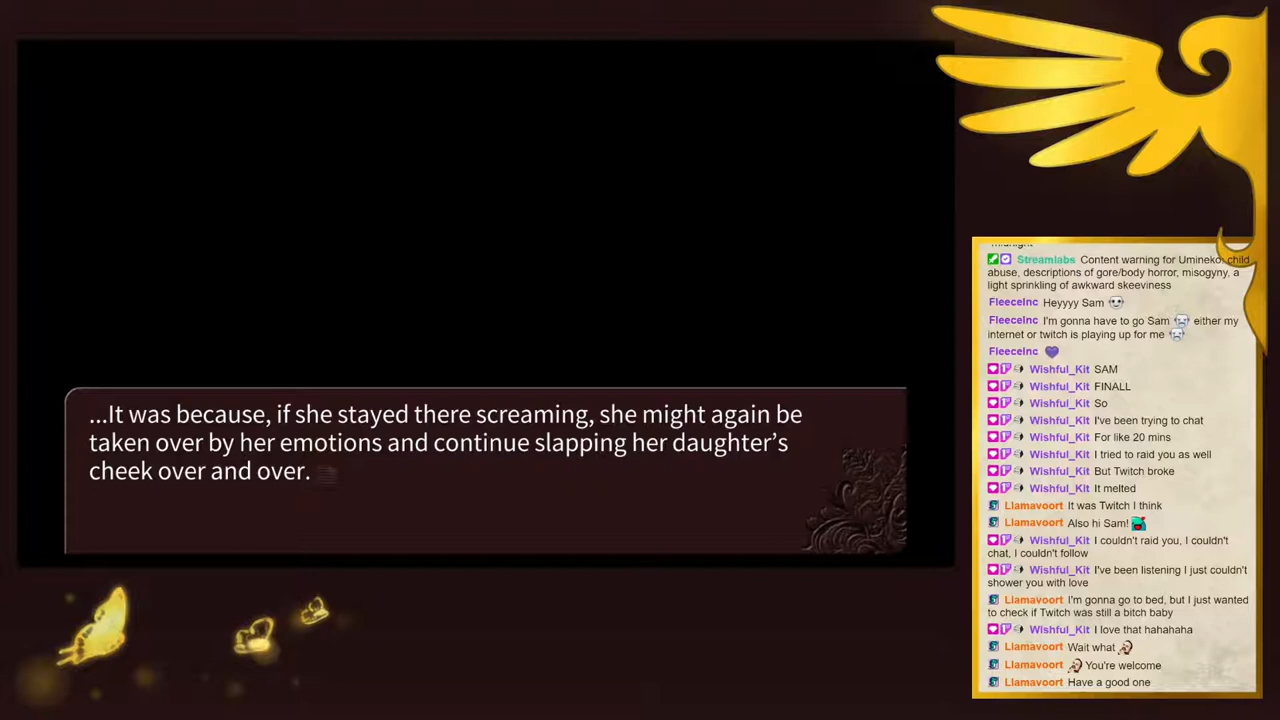 ...It was because, if she stayed there screaming, she might again be
taken over by her emotions and continue slapping her daughter's
cheek over and over.
midnight
Streamlabs Content warning for Umineko: child
abuse, descriptions of gore/body horror, misogyny, a
light sprinkling of awkward skeeviness
FleeceInc Heyyyy Sam
FleeceInc I'm gonna have to go Sam either my
internet or twitch is playing up for me
FleeceInc
Wishful_Kit SAM
Wishful_Kit FINALL
Wishful_Kit So
Wishful_Kit I've been trying to chat
Wishful_Kit For like 20 mins
Wishful_Kit I tried to raid you as well
Wishful_Kit But Twitch broke
Wishful_Kit It melted
Llamavoort It was Twitch I think
Llamavoort Also hi Sam!
Wishful_Kit I couldn't raid you, I couldn't
chat, I couldn't follow
Wishful_Kit I've been listening I just couldn't
shower you with love
Llamavoort I'm gonna go to bed, but I just wanted
to check if Twitch was still a bitch baby
Wishful_Kit I love that hahahaha
Llamavoort Wait what
Llamavoort You're welcome
Llamavoort Have a good one